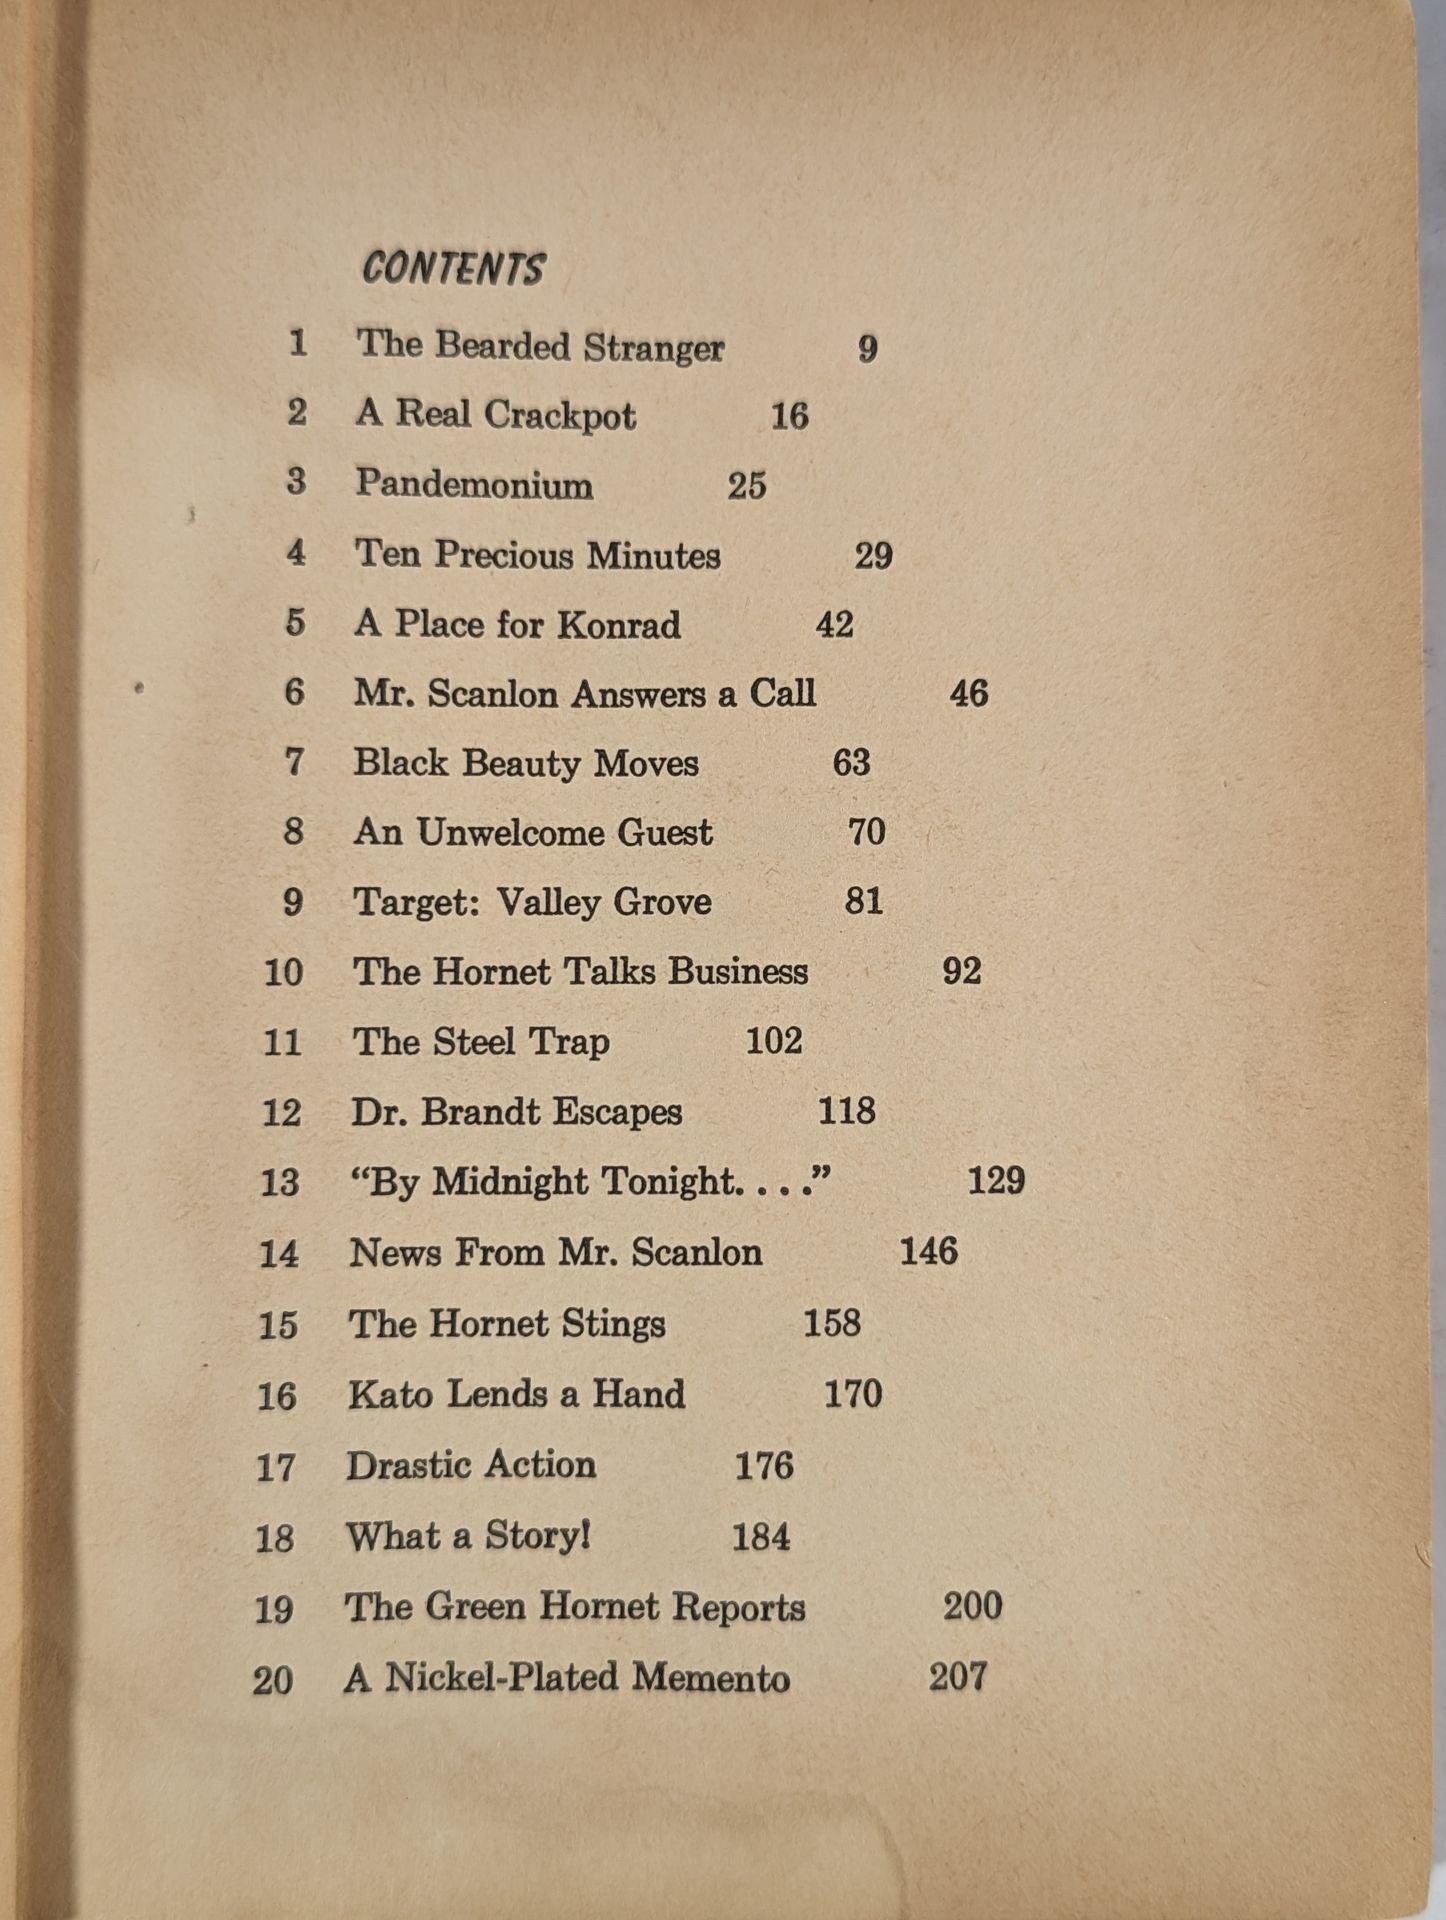 CONTENTS
1 The Bearded Stranger 9
2 A Real Crackpot 16
3 Pandemonium 25
4 Ten Precious Minutes 29
5 A Place for Konrad 42
6 Mr. Scanlon Answers a Call 46
7 Black Beauty Moves 63
8 An Unwelcome Guest 70
9 Target: Valley Grove 81
10 The Hornet Talks Business 92
11 The Steel Trap 102
12 Dr. Brandt Escapes 118
13 “By Midnight Tonight. . . .” 129
14 News From Mr. Scanlon 146
15 The Hornet Stings 158
16 Kato Lends a Hand 170
17 Drastic Action 176
18 What a Story! 184
19 The Green Hornet Reports 200
20 A Nickel-Plated Memento 207